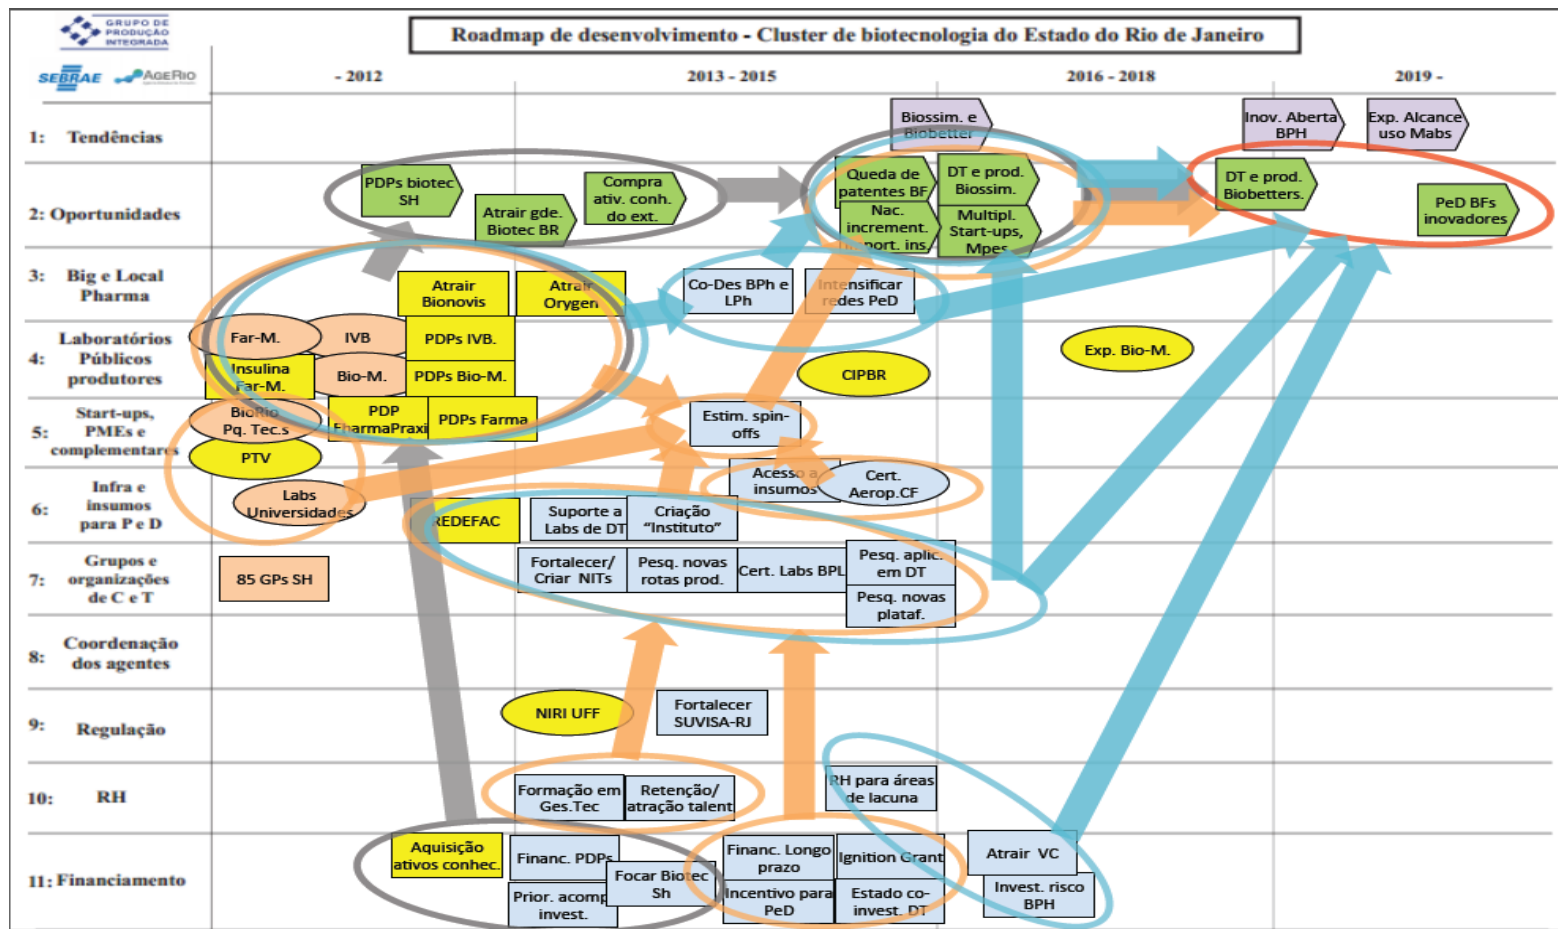 GRUPO DE
PRODUÇÃO
INTEGRADA
SEBRAE
AGERIO
Roadmap de desenvolvimento - Cluster de biotecnologia do Estado do Rio de Janeiro
- 2012
2013 - 2015
2016 - 2018
2019 -
1: Tendências
Biossim. e
Biobetter
Inov. Aberta
BPH
Exp. Alcance
uso Mabs
2: Oportunidades
PDPs biotec
SH
Atrair gde.
Biotec BR
Compra
ativ. conh.
do ext.
Queda de
patentes BF
DT e prod.
Biossim.
Nac.
increment.
import. ins.
Multipl.
Start-ups,
Mpes
DT e prod.
Biobetters.
PeD BFs
inovadores
3: Big e Local
Pharma
Atrair
Bionovis
Atrair
Orygen
Co-Des BPh e
LPh
Intensificar
redes PeD
4: Laboratórios
Públicos
produtores
Far-M.
IVB
PDPs IVB.
Insulina
Far-M.
Bio-M.
PDPs Bio-M.
CIPBR
Exp. Bio-M.
5: Start-ups,
PMEs e
complementares
BioRio
Pq. Tec.s
PTV
PDP
PharmaPraxi
PDPs Farma
Estim. spin-
offs
6: Infra e
insumos
para P e D
Labs
Universidades
REDEFAC
Suporte a
Labs de DT
Criação
“Instituto”
Acesso a
insumos
Cert.
Aerop.CF
7: Grupos e
organizações
de C e T
85 GPs SH
Fortalecer/
Criar NITs
Pesq. novas
rotas prod.
Cert. Labs BPL
Pesq. aplic.
em DT
Pesq. novas
plataf.
8: Coordenação
dos agentes
9: Regulação
NIRI UFF
Fortalecer
SUVISA-RJ
10: RH
Formação em
Ges.Tec
Retenção/
atração talent
RH para áreas
de lacuna
11: Financiamento
Aquisição
ativos conhec.
Financ. PDPs
Prior. acomp
invest.
Focar Biotec
Sh
Financ. Longo
prazo
Ignition Grant
Incentivo para
PeD
Estado co-
invest. DT
Atrair VC
Invest. risco
BPH